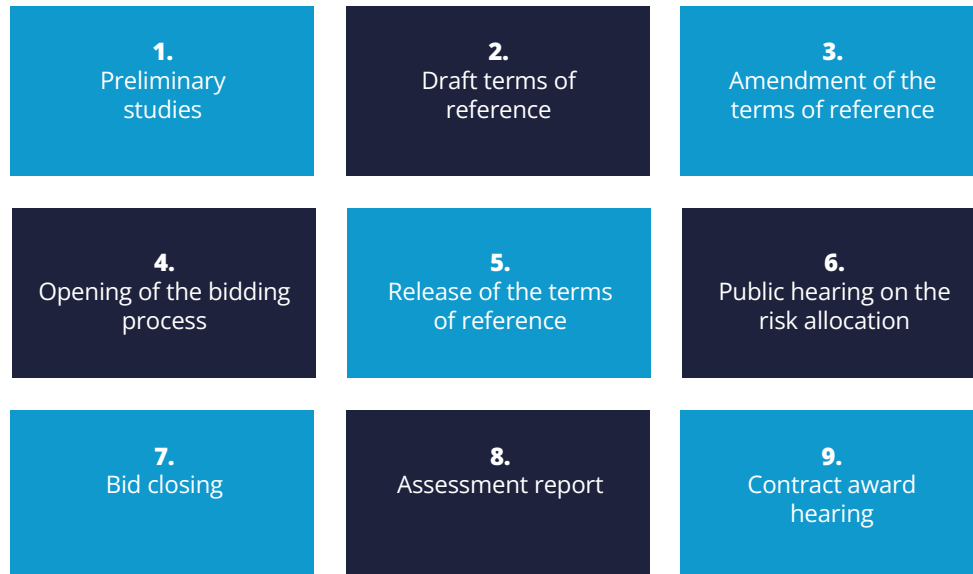 1.
Preliminary
studies
2.
Draft terms of
reference
3.
Amendment of the
terms of reference
4.
Opening of the bidding
process
5.
Release of the terms
of reference
6.
Public hearing on the
risk allocation
7.
Bid closing
8.
Assessment report
9.
Contract award
hearing